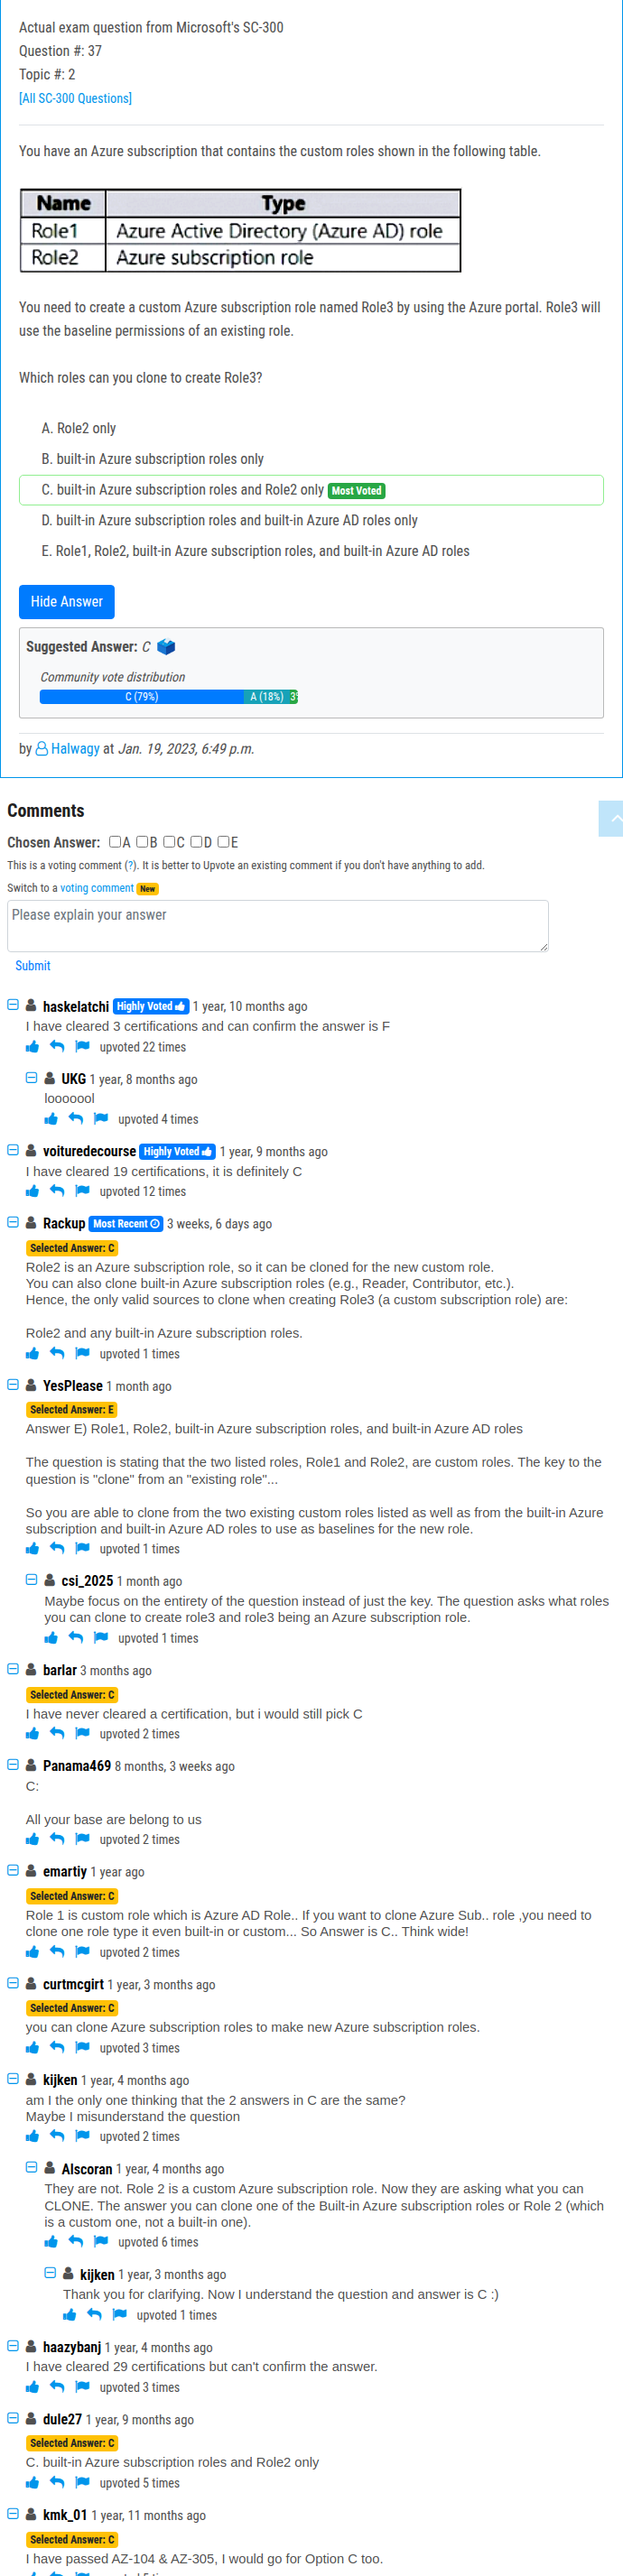 Actual exam question from Microsoft's SC-300
Question #: 37
Topic #: 2
[All SC-300 Questions]
You have an Azure subscription that contains the custom roles shown in the following table.
Name Type
Role1 Azure Active Directory (Azure AD) role
Role2 Azure subscription role
You need to create a custom Azure subscription role named Role3 by using the Azure portal. Role3 will
use the baseline permissions of an existing role.
Which roles can you clone to create Role3?
A. Role2 only
B. built-in Azure subscription roles only
C. built-in Azure subscription roles and Role2 only Most Voted
D. built-in Azure subscription roles and built-in Azure AD roles only
E. Role1, Role2, built-in Azure subscription roles, and built-in Azure AD roles
Hide Answer
Suggested Answer: C
Community vote distribution
C (79%) A (18%) 3
by Halwagy at Jan. 19, 2023, 6:49 p.m.
Comments
Chosen Answer: A B C D E
This is a voting comment (?). It is better to Upvote an existing comment if you don't have anything to add.
Switch to a voting comment New
Please explain your answer
Submit
haskelatchi Highly Voted 1 year, 10 months ago
I have cleared 3 certifications and can confirm the answer is F
upvoted 22 times
UKG 1 year, 8 months ago
looooool
upvoted 4 times
voituredecourse Highly Voted 1 year, 9 months ago
I have cleared 19 certifications, it is definitely C
upvoted 12 times
Rackup Most Recent 3 weeks, 6 days ago
Selected Answer: C
Role2 is an Azure subscription role, so it can be cloned for the new custom role.
You can also clone built-in Azure subscription roles (e.g., Reader, Contributor, etc.).
Hence, the only valid sources to clone when creating Role3 (a custom subscription role) are:
Role2 and any built-in Azure subscription roles.
upvoted 1 times
YesPlease 1 month ago
Selected Answer: E
Answer E) Role1, Role2, built-in Azure subscription roles, and built-in Azure AD roles
The question is stating that the two listed roles, Role1 and Role2, are custom roles. The key to the
question is "clone" from an "existing role"...
So you are able to clone from the two existing custom roles listed as well as from the built-in Azure
subscription and built-in Azure AD roles to use as baselines for the new role.
upvoted 1 times
csi_2025 1 month ago
Maybe focus on the entirety of the question instead of just the key. The question asks what roles
you can clone to create role3 and role3 being an Azure subscription role.
upvoted 1 times
barlar 3 months ago
Selected Answer: C
I have never cleared a certification, but i would still pick C
upvoted 2 times
Panama469 8 months, 3 weeks ago
C:
All your base are belong to us
upvoted 2 times
emartiy 1 year ago
Selected Answer: C
Role 1 is custom role which is Azure AD Role.. If you want to clone Azure Sub.. role ,you need to
clone one role type it even built-in or custom... So Answer is C.. Think wide!
upvoted 2 times
curtmcgirt 1 year, 3 months ago
Selected Answer: C
you can clone Azure subscription roles to make new Azure subscription roles.
upvoted 3 times
kijken 1 year, 4 months ago
am I the only one thinking that the 2 answers in C are the same?
Maybe I misunderstand the question
upvoted 2 times
Alscoran 1 year, 4 months ago
They are not. Role 2 is a custom Azure subscription role. Now they are asking what you can
CLONE. The answer you can clone one of the Built-in Azure subscription roles or Role 2 (which
is a custom one, not a built-in one).
upvoted 6 times
kijken 1 year, 3 months ago
Thank you for clarifying. Now I understand the question and answer is C :)
upvoted 1 times
haazybanj 1 year, 4 months ago
I have cleared 29 certifications but can't confirm the answer.
upvoted 3 times
dule27 1 year, 9 months ago
Selected Answer: C
C. built-in Azure subscription roles and Role2 only
upvoted 5 times
kmk_01 1 year, 11 months ago
Selected Answer: C
I have passed AZ-104 & AZ-305, I would go for Option C too.